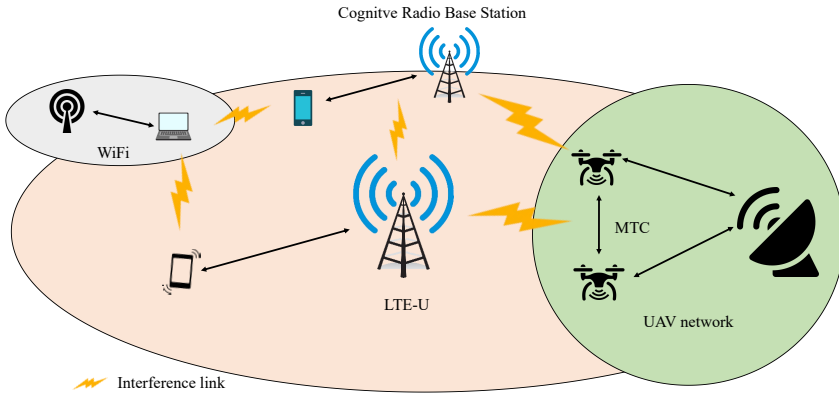 Cognitve Radio Base Station
WiFi
MTC
LTE-U
UAV network
Interference link